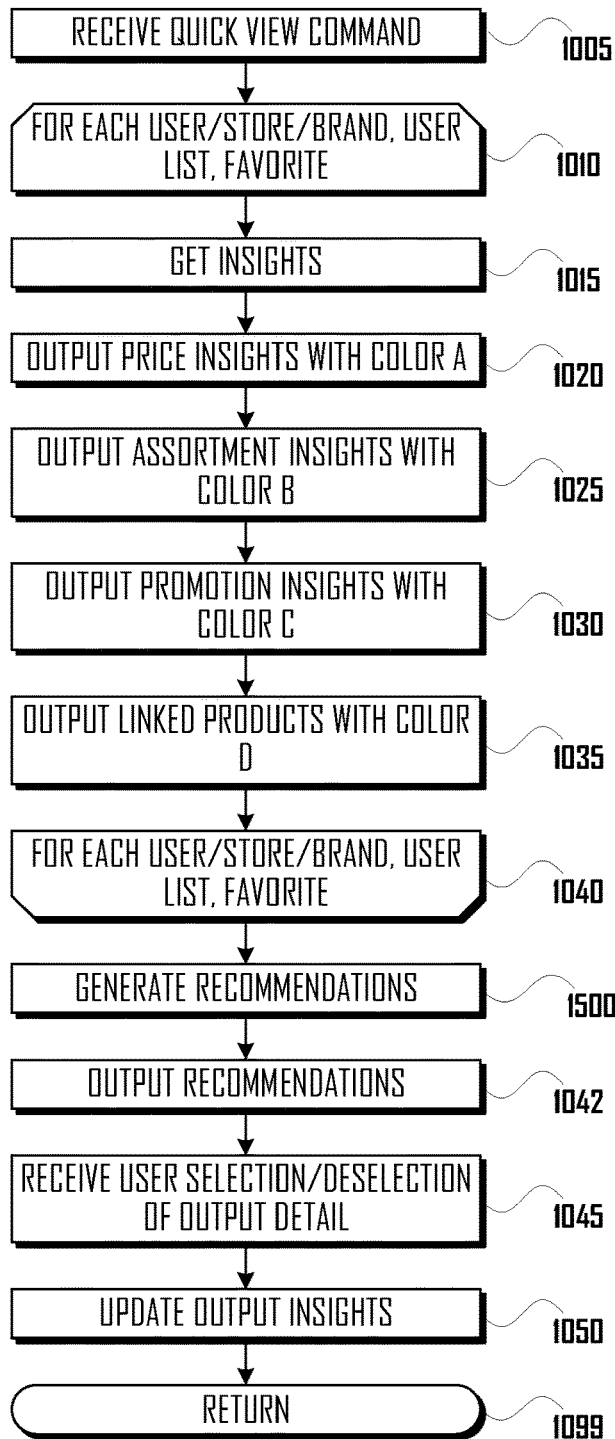 RECEIVE QUICK VIEW COMMAND
1005
FOR EACH USER/STORE/BRAND, USER
LIST, FAVORITE
1010
GET INSIGHTS
1015
OUTPUT PRICE INSIGHTS WITH COLOR A
1020
OUTPUT ASSORTMENT INSIGHTS WITH
COLOR B
1025
OUTPUT PROMOTION INSIGHTS WITH
COLOR C
1030
OUTPUT LINKED PRODUCTS WITH COLOR
D
1035
FOR EACH USER/STORE/BRAND, USER
LIST, FAVORITE
1040
GENERATE RECOMMENDATIONS
1500
OUTPUT RECOMMENDATIONS
1042
RECEIVE USER SELECTION/DESELECTION
OF OUTPUT DETAIL
1045
UPDATE OUTPUT INSIGHTS
1050
RETURN
1099